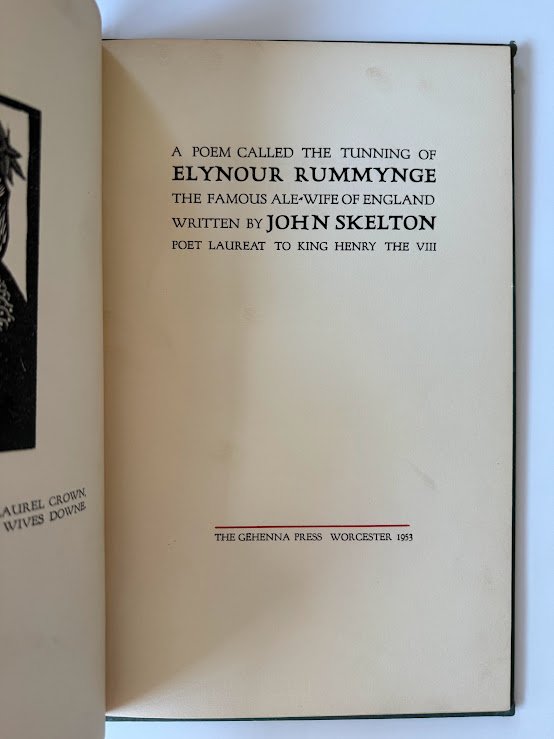 LAUREL CROWN,
WIVES DOWNE.
A POEM CALLED THE TUNNING OF
ELYNOUR RUMMYNGE
THE FAMOUS ALE-WIFE OF ENGLAND
WRITTEN BY JOHN SKELTON
POET LAUREAT TO KING HENRY THE VIII
THE GEHENNA PRESS WORCESTER 1953